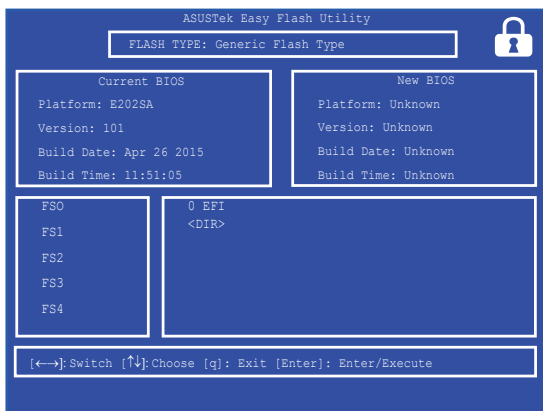 ASUSTek Easy Flash Utility
FLASH TYPE: Generic Flash Type
Current BIOS
Platform: E202SA
Version: 101
Build Date: Apr 26 2015
Build Time: 11:51:05
New BIOS
Platform: Unknown
Version: Unknown
Build Date: Unknown
Build Time: Unknown
FSO
FS1
FS2
FS3
FS4
0 EFI
<DIR>
[←→]: Switch [↑↓]: Choose [q]: Exit [Enter]: Enter/Execute